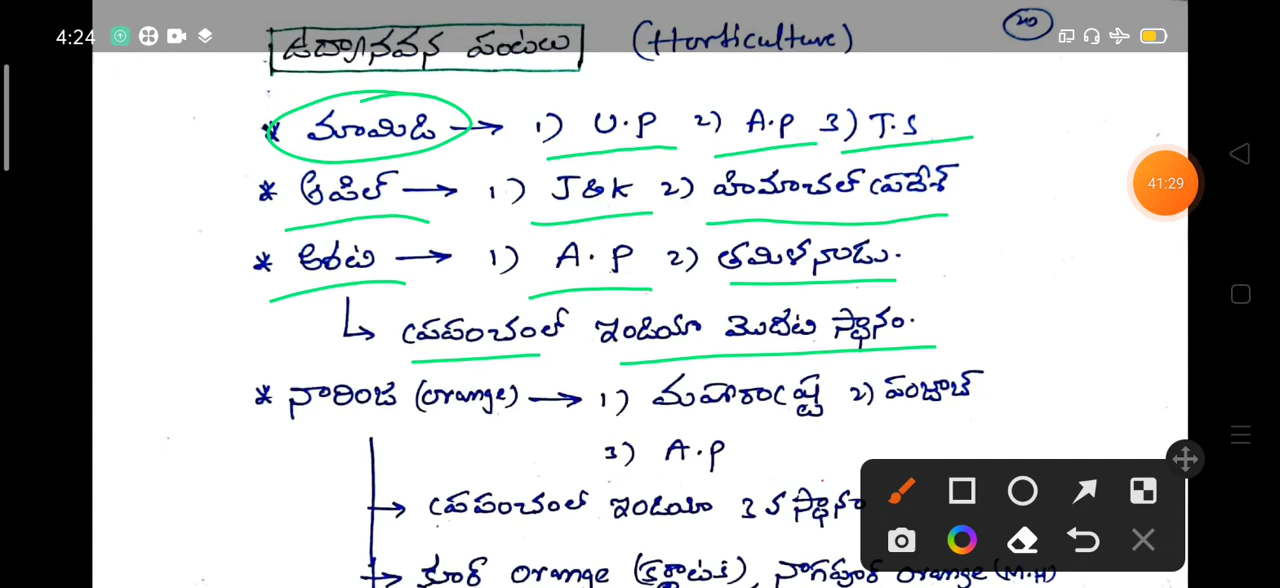 4:24
ఉద్యానవన పంటలు (Horticulture) 20
* మామిడి → 1) U.P 2) A.P 3) T.S
* ఆపిల్ → 1) J&K 2) హిమాచల్ ప్రదేశ్
41:29
* అరటి → 1) A.P 2) తమిళనాడు.
↳ ప్రపంచంలో ఇండియా మొదటి స్థానం.
* నారింజ (orange) → 1) మహారాష్ట్ర 2) పంజాబ్
3) A.P
→ ప్రపంచంలో ఇండియా 3వ స్థానం
→ కూర్గ్ orange (కర్ణాటక), నాగపూర్ orange (M.H)